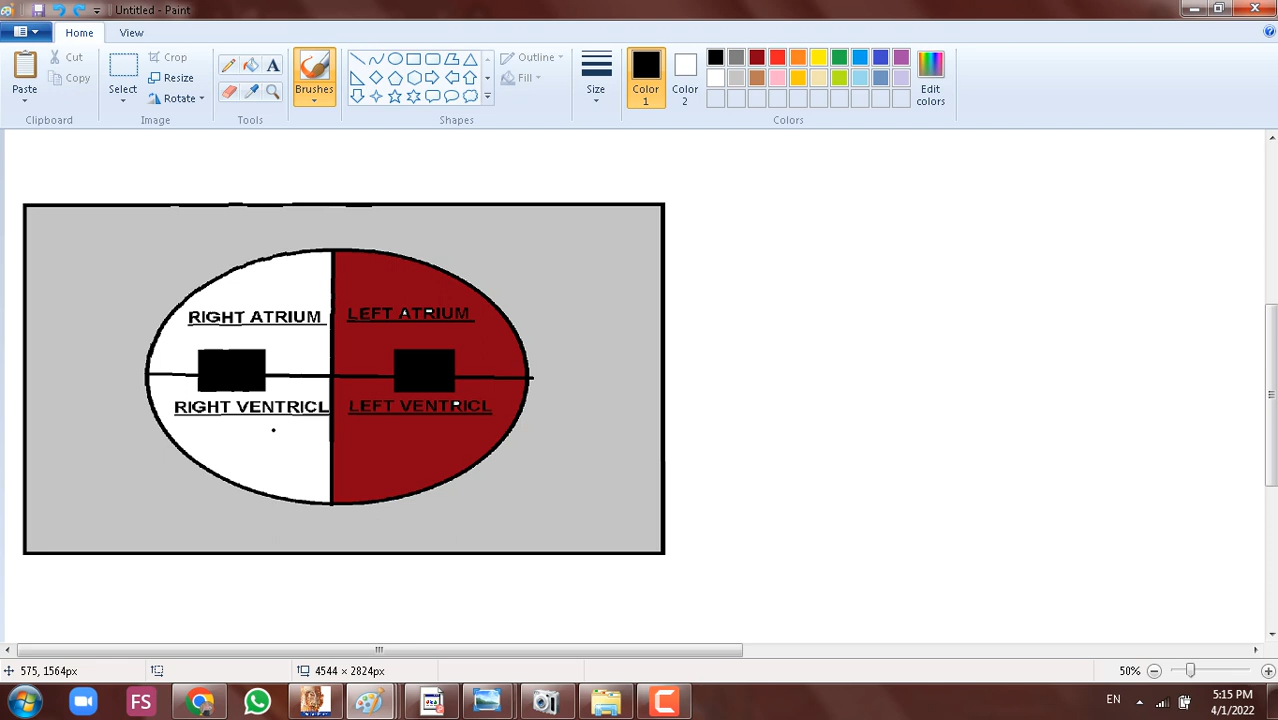 Untitled - Paint
Home View
Paste
Cut
Copy
Clipboard
Select
Crop
Resize
Rotate
Image
A
Tools
Brushes
Outline
Fill
Shapes
Size
Color 1
Color 2
Edit colors
Colors
RIGHT ATRIUM
LEFT ATRIUM
RIGHT VENTRICL
LEFT VENTRICL
575, 1564px
4544 × 2824px
50%
FS
EN
5:15 PM
4/1/2022